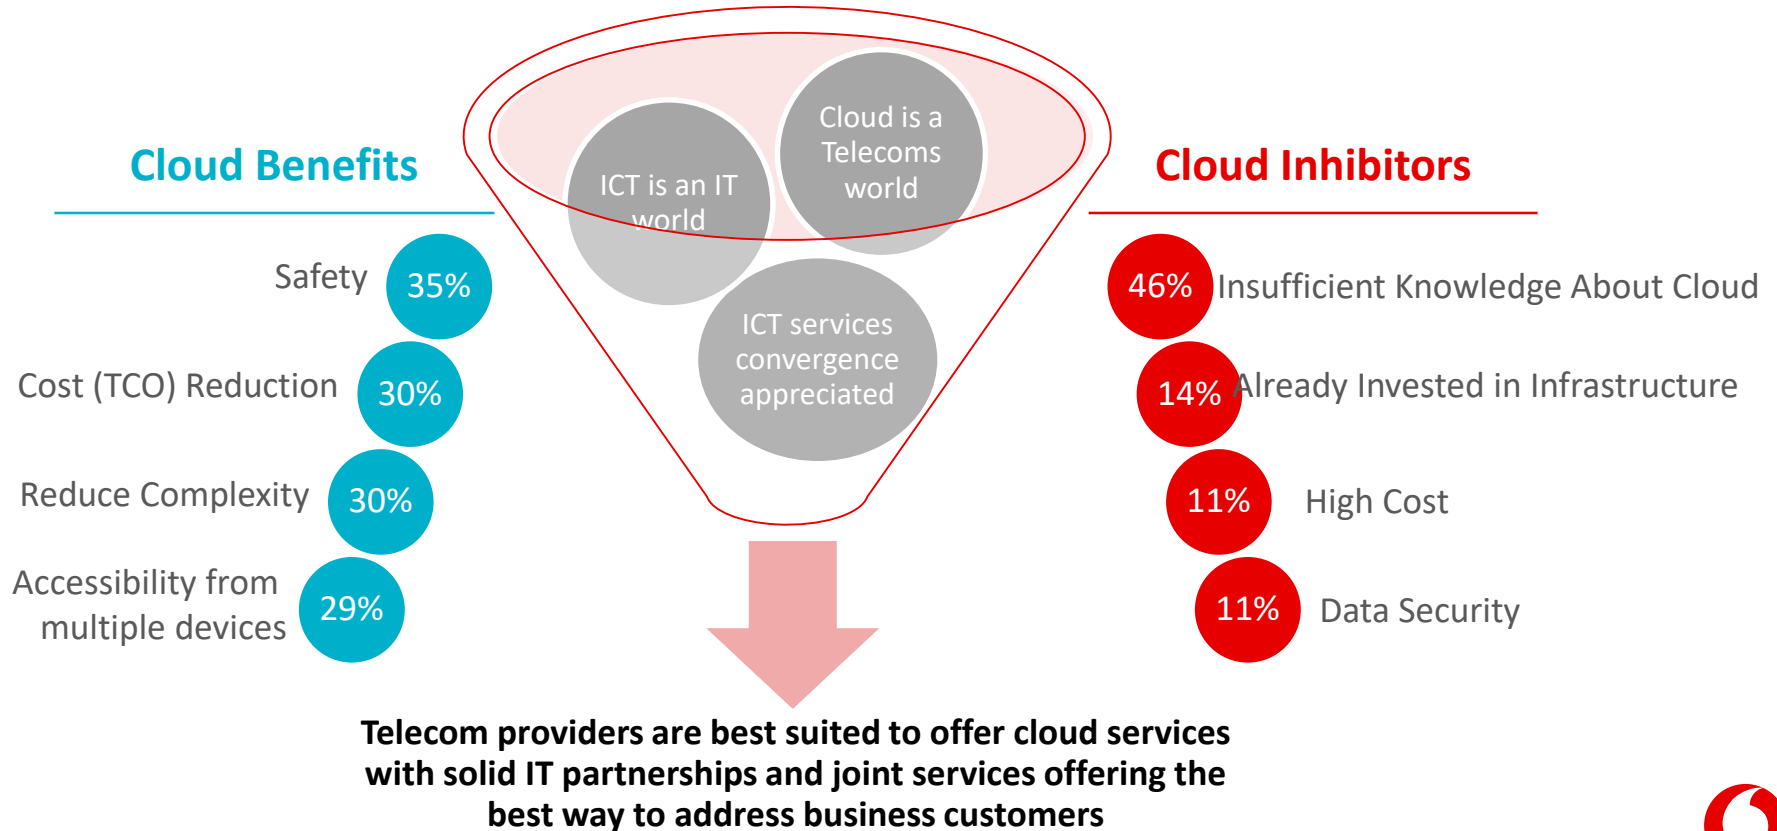 Cloud Benefits
Safety
35%
Cost (TCO) Reduction
30%
Reduce Complexity
30%
Accessibility from
multiple devices
29%
ICT is an IT
world
Cloud is a
Telecoms
world
ICT services
convergence
appreciated
Cloud Inhibitors
46%
Insufficient Knowledge About Cloud
14%
Already Invested in Infrastructure
11%
High Cost
11%
Data Security
Telecom providers are best suited to offer cloud services
with solid IT partnerships and joint services offering the
best way to address business customers